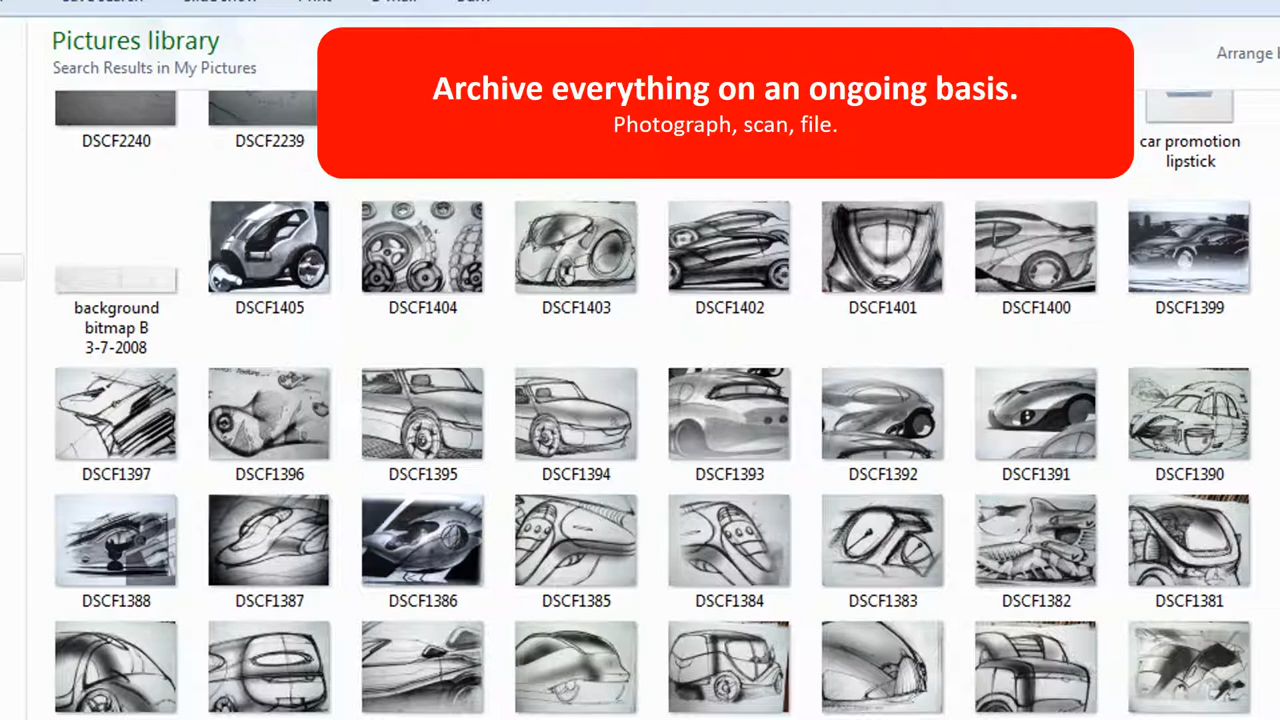 Pictures library
Search Results in My Pictures
Arrange
Archive everything on an ongoing basis.
Photograph, scan, file.
DSCF2240
DSCF2239
car promotion
lipstick
background
bitmap B
3-7-2008
DSCF1405
DSCF1404
DSCF1403
DSCF1402
DSCF1401
DSCF1400
DSCF1399
DSCF1397
DSCF1396
DSCF1395
DSCF1394
DSCF1393
DSCF1392
DSCF1391
DSCF1390
DSCF1388
DSCF1387
DSCF1386
DSCF1385
DSCF1384
DSCF1383
DSCF1382
DSCF1381